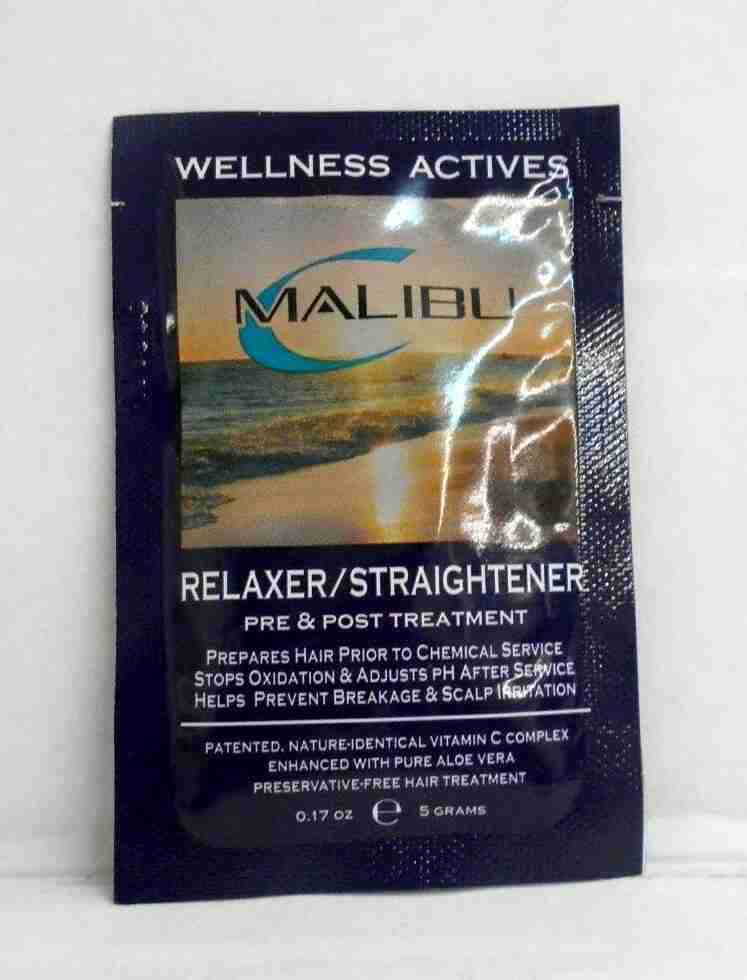 WELLNESS ACTIVES
MALIBU
C
RELAXER/STRAIGHTENER
PRE & POST TREATMENT
PREPARES HAIR PRIOR TO CHEMICAL SERVICE
STOPS OXIDATION & ADJUSTS PH AFTER SERVICE
HELPS PREVENT BREAKAGE & SCALP IRRITATION
PATENTED, NATURE-IDENTICAL VITAMIN C COMPLEX
ENHANCED WITH PURE ALOE VERA
PRESERVATIVE-FREE HAIR TREATMENT
0.17 OZ e 5 GRAMS